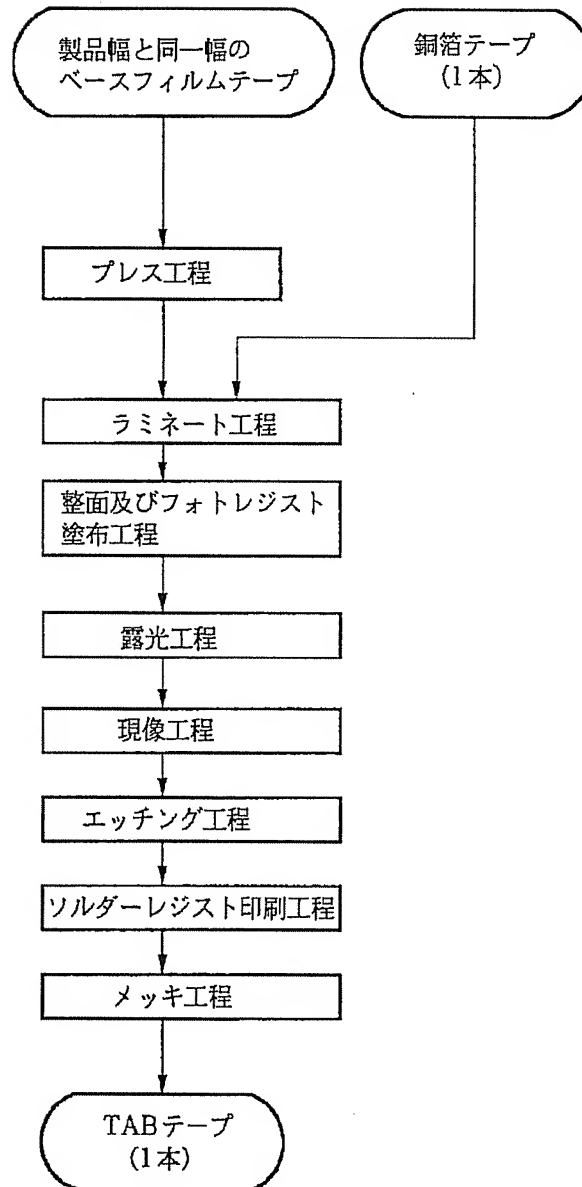 製品幅と同一幅の
ベースフィルムテープ
銅箔テープ
(1本)
プレス工程
ラミネート工程
整面及びフォトレジスト
塗布工程
露光工程
現像工程
エッチング工程
ソルダーレジスト印刷工程
メッキ工程
TABテープ
(1本)